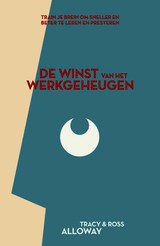 TRAIN JE BREIN OM SNELLER EN
BETER TE LEREN EN PRESTEREN
DE WINST VAN HET
WERKGEHEUGEN
TRACY & ROSS
ALLOWAY